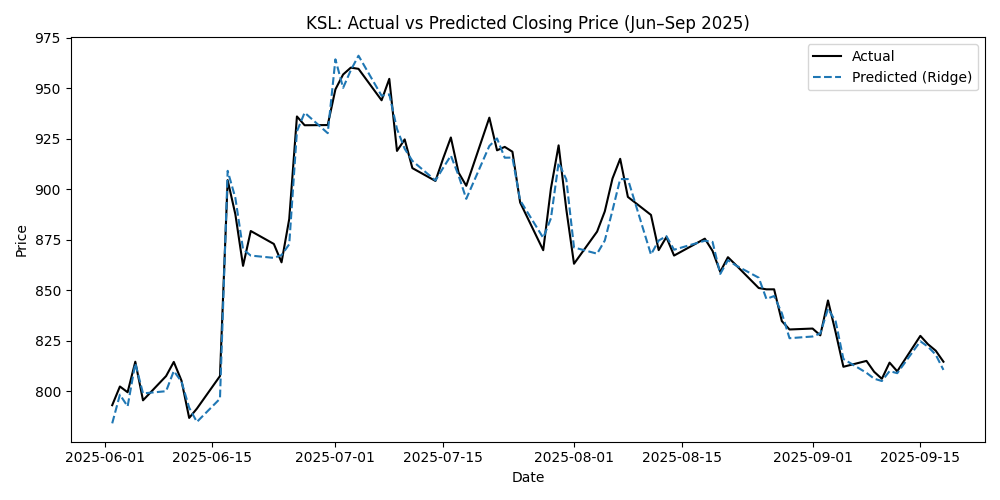 KSL: Actual vs Predicted Closing Price (Jun–Sep 2025)
Actual
Predicted (Ridge)
Price
975
950
925
900
875
850
825
800
2025-06-01 2025-06-15 2025-07-01 2025-07-15 2025-08-01 2025-08-15 2025-09-01 2025-09-15
Date